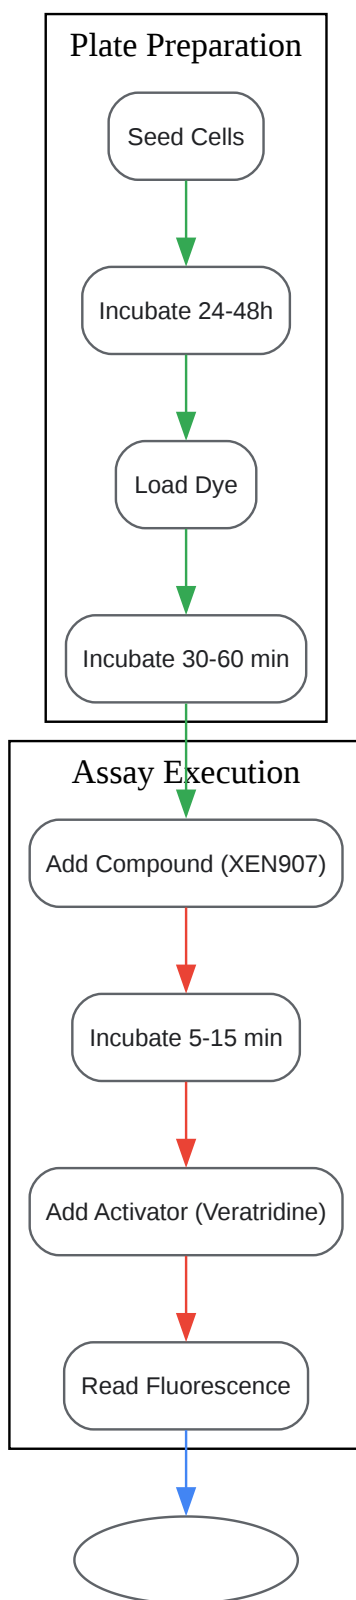 Plate Preparation
Seed Cells
Incubate 24-48h
Load Dye
Incubate 30-60 min
Assay Execution
Add Compound (XEN907)
Incubate 5-15 min
Add Activator (Veratridine)
Read Fluorescence